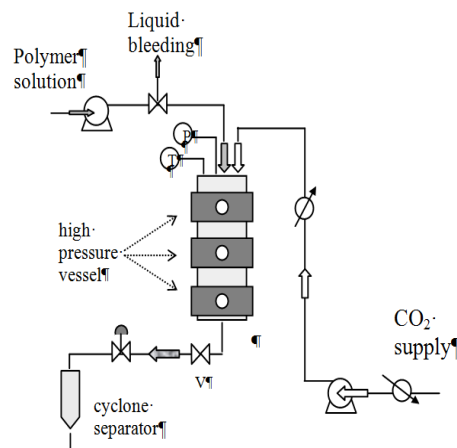 Liquid·
bleeding¶
Polymer¶
solution¶
P¶
T¶
¶
high·
pressure·
vessel¶
¶
CO₂·
supply¶
V¶
cyclone·
separator¶